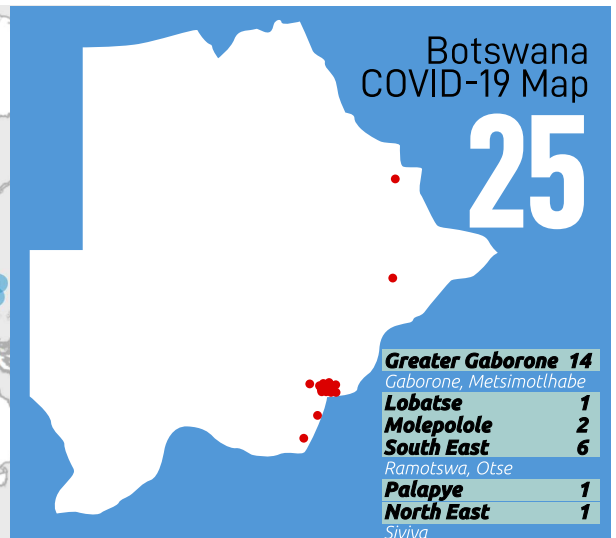 Botswana
COVID-19 Map
25
Greater Gaborone 14
Gaborone, Metsimotlhabe
Lobatse 1
Molepolole 2
South East 6
Ramotswa, Otse
Palapye 1
North East 1
Siviya